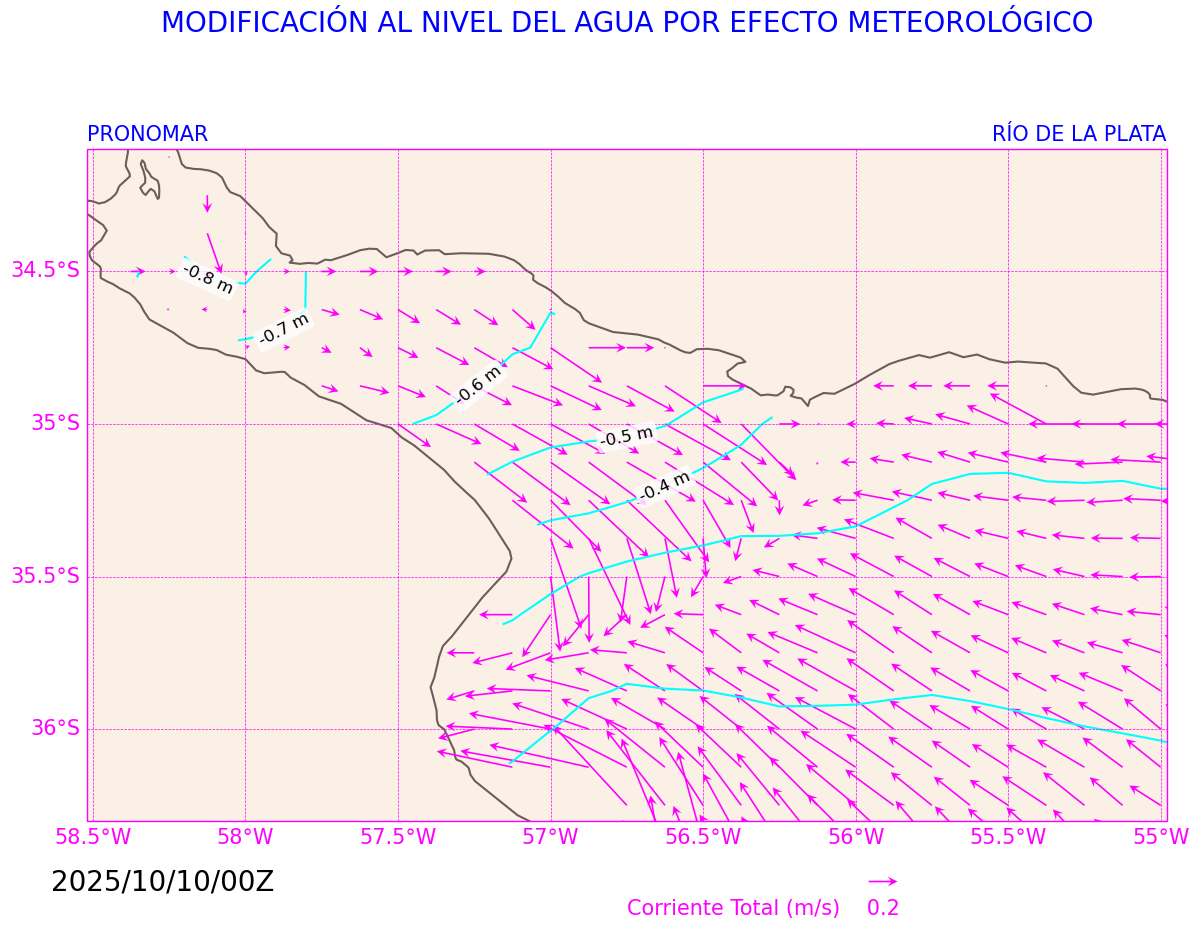 MODIFICACIÓN AL NIVEL DEL AGUA POR EFECTO METEOROLÓGICO
PRONOMAR
RÍO DE LA PLATA
34.5°S
-0.8 m
-0.7 m
-0.6 m
35°S
-0.5 m
-0.4 m
35.5°S
36°S
58.5°W 58°W 57.5°W 57°W 56.5°W 56°W 55.5°W 55°W
2025/10/10/00Z
Corriente Total (m/s) 0.2